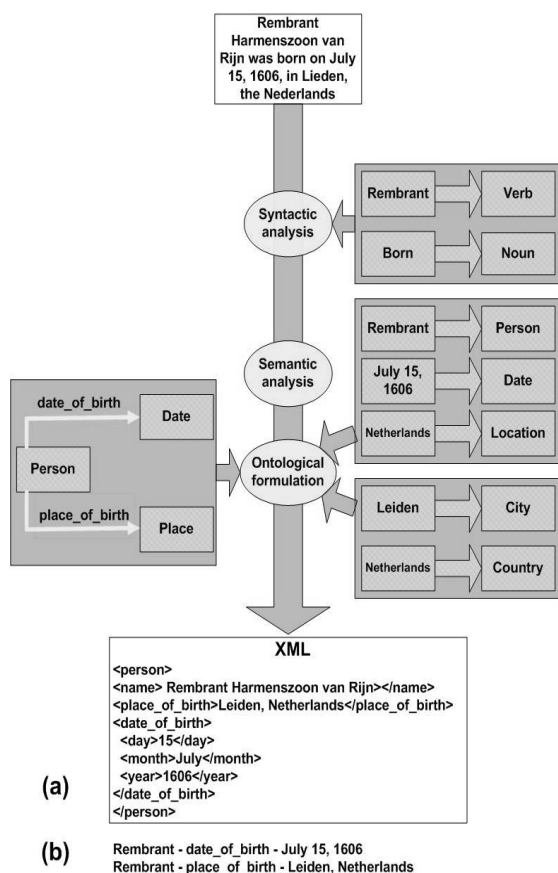 Rembrant
Harmenszoon van
Rijn was born on July
15, 1606, in Lieden,
the Nederlands
Syntactic
analysis
Rembrant
Verb
Born
Noun
Semantic
analysis
Rembrant
Person
July 15,
1606
Date
Netherlands
Location
date_of_birth
Date
Person
place_of_birth
Place
Ontological
formulation
Leiden
City
Netherlands
Country
XML
<person>
<name> Rembrant Harmenszoon van Rijn></name>
<place_of_birth>Leiden, Netherlands</place_of_birth>
<date_of_birth>
<day>15</day>
<month>July</month>
<year>1606</year>
</date_of_birth>
</person>
(a)
(b)
Rembrant - date_of_birth - July 15, 1606
Rembrant - place_of_birth - Leiden, Netherlands